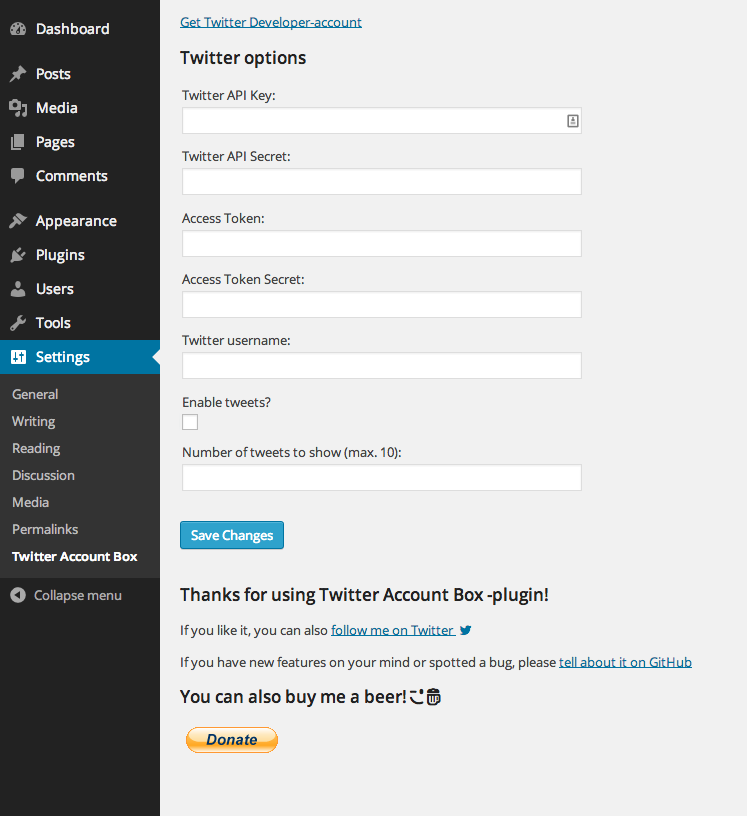 Dashboard
Posts
Media
Pages
Comments
Appearance
Plugins
Users
Tools
Settings
General
Writing
Reading
Discussion
Media
Permalinks
Twitter Account Box
Collapse menu
Get Twitter Developer-account
Twitter options
Twitter API Key:
Twitter API Secret:
Access Token:
Access Token Secret:
Twitter username:
Enable tweets?
Number of tweets to show (max. 10):
Save Changes
Thanks for using Twitter Account Box -plugin!
If you like it, you can also follow me on Twitter
If you have new features on your mind or spotted a bug, please tell about it on GitHub
You can also buy me a beer!
Donate